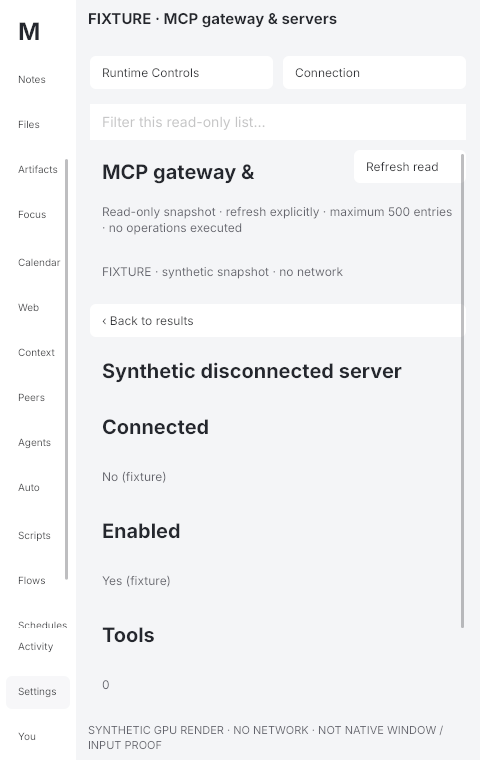 M
Notes
Files
Artifacts
Focus
Calendar
Web
Context
Peers
Agents
Auto
Scripts
Flows
Schedules
Activity
Settings
You
FIXTURE · MCP gateway & servers
Runtime Controls
Connection
Filter this read-only list...
MCP gateway &
Refresh read
Read-only snapshot · refresh explicitly · maximum 500 entries
· no operations executed
FIXTURE · synthetic snapshot · no network
‹ Back to results
Synthetic disconnected server
Connected
No (fixture)
Enabled
Yes (fixture)
Tools
0
SYNTHETIC GPU RENDER · NO NETWORK · NOT NATIVE WINDOW /
INPUT PROOF